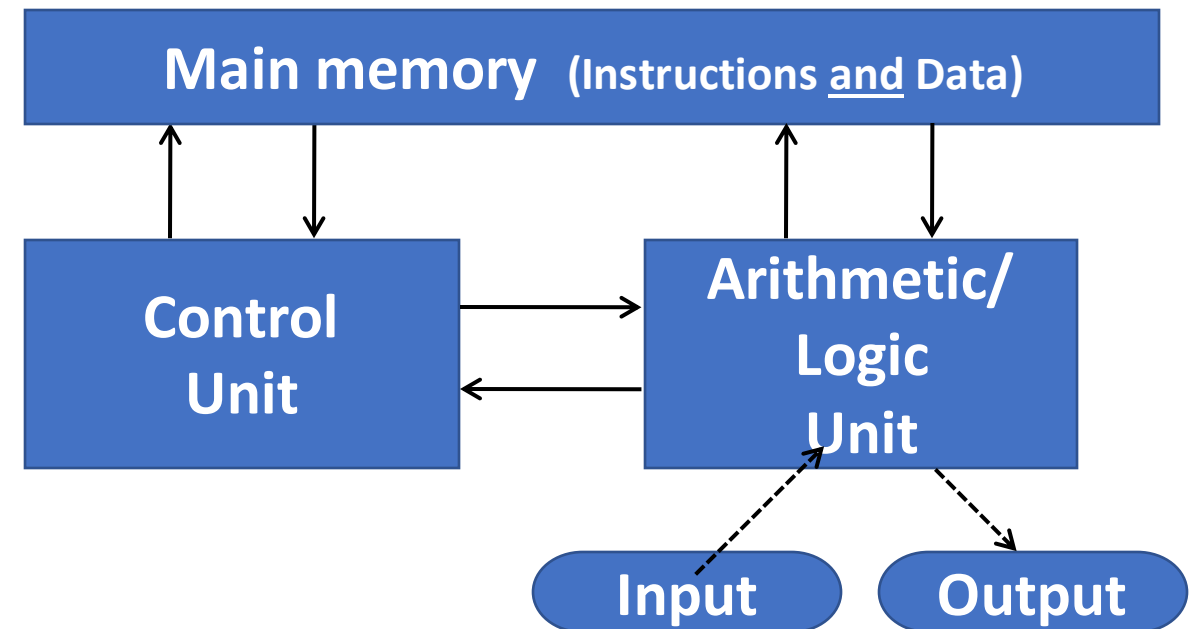 Main memory (Instructions and Data)
Control
Unit
Arithmetic/
Logic
Unit
Input
Output